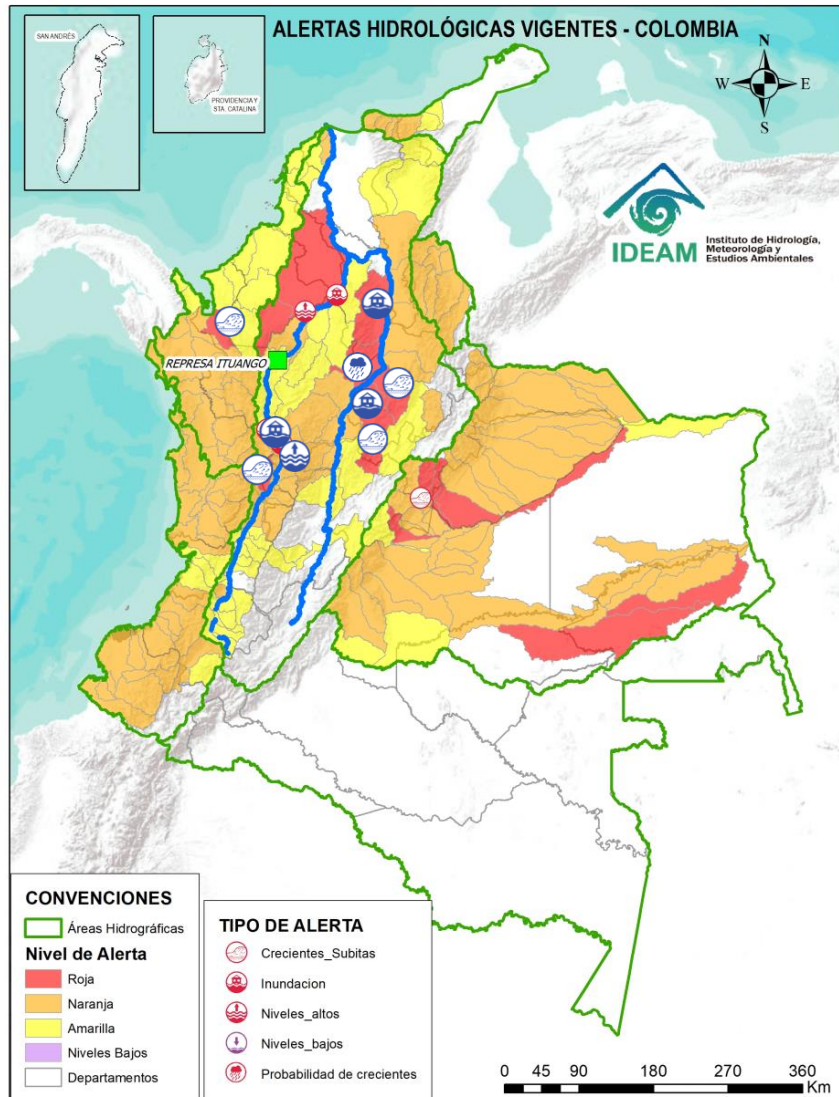 ALERTAS HIDROLÓGICAS VIGENTES - COLOMBIA
SAN ANDRÉS
PROVIDENCIA Y
STA. CATALINA
N
W
E
S
IDEAM
Instituto de Hidrología,
Meteorología y
Estudios Ambientales
REPRESA ITUANGO
CONVENCIONES
Áreas Hidrográficas
Nivel de Alerta
Roja
Naranja
Amarilla
Niveles Bajos
Departamentos
TIPO DE ALERTA
Crecientes_Subitas
Inundacion
Niveles_altos
Niveles_bajos
Probabilidad de crecientes
0 45 90 180 270 360
Km